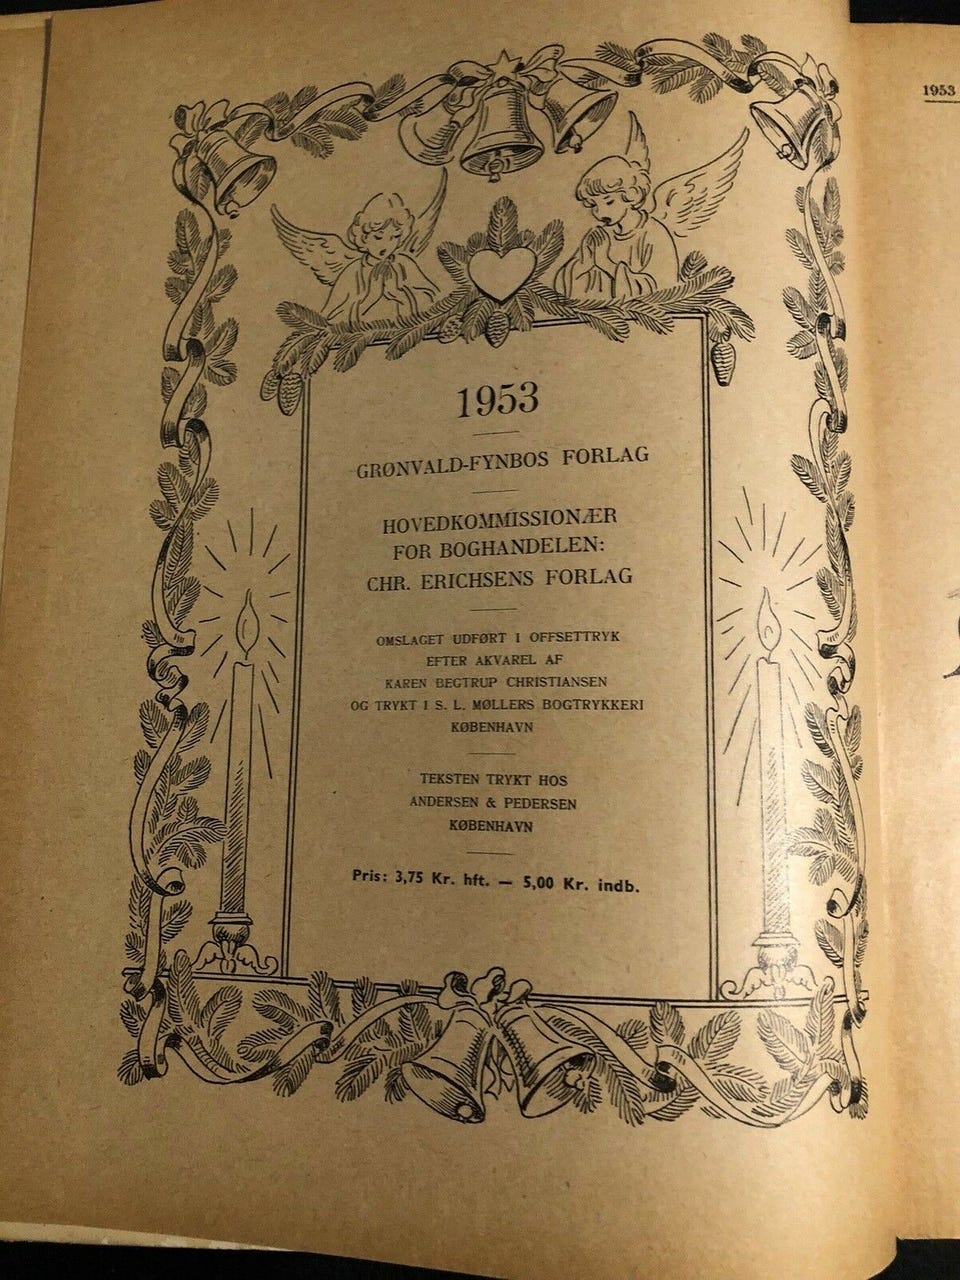 1953
GRØNVALD-FYNBOS FORLAG
HOVEDKOMMISSIONÆR
FOR BOGHANDELEN:
CHR. ERICHSENS FORLAG
OMSLAGET UDFØRT I OFFSETTRYK
EFTER AKVAREL AF
KAREN BEGTRUP CHRISTIANSEN
OG TRYKT I S. L. MØLLERS BOGTRYKKERI
KØBENHAVN
TEKSTEN TRYKT HOS
ANDERSEN & PEDERSEN
KØBENHAVN
Pris: 3,75 Kr. hft. — 5,00 Kr. indb.
1953